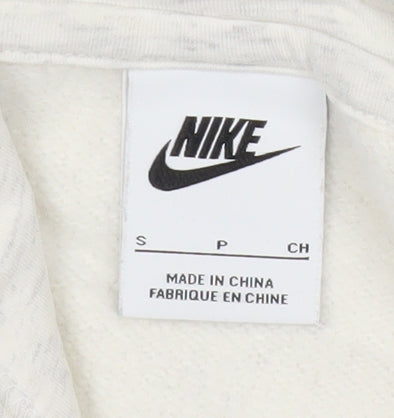 NIKE
S P CH
MADE IN CHINA
FABRIQUE EN CHINE